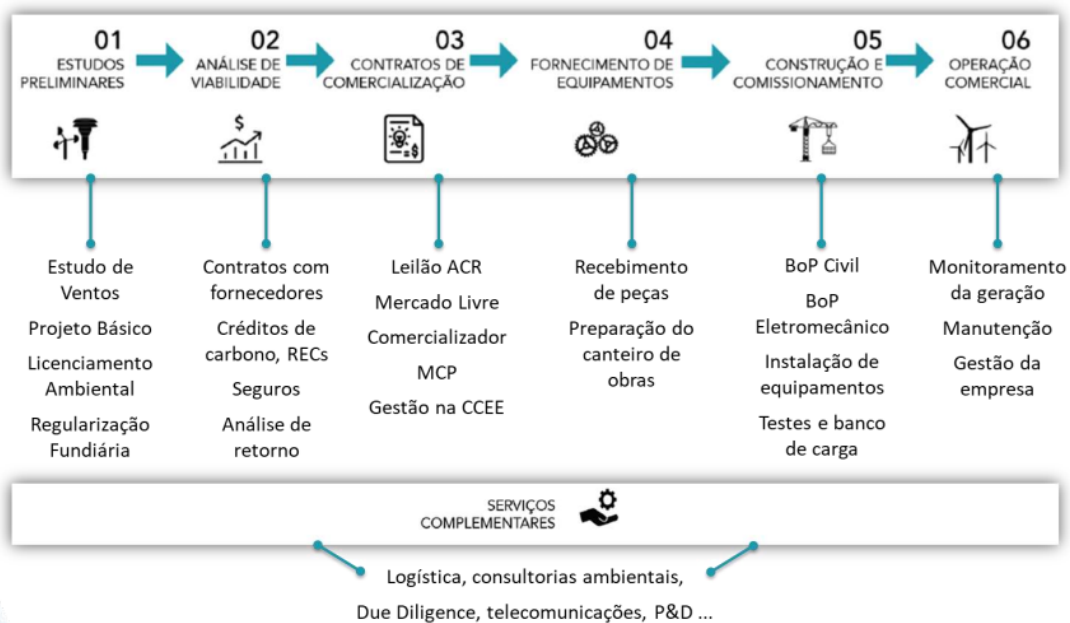 01
ESTUDOS
PRELIMINARES
02
ANÁLISE DE
VIABILIDADE
03
CONTRATOS DE
COMERCIALIZAÇÃO
04
FORNECIMENTO DE
EQUIPAMENTOS
05
CONSTRUÇÃO E
COMISSIONAMENTO
06
OPERAÇÃO
COMERCIAL
$
$
Estudo de
Ventos
Projeto Básico
Licenciamento
Ambiental
Regularização
Fundiária
Contratos com
fornecedores
Créditos de
carbono, RECs
Seguros
Análise de
retorno
Leilão ACR
Mercado Livre
Comercializador
MCP
Gestão na CCEE
Recebimento
de peças
Preparação do
canteiro de
obras
BoP Civil
BoP
Eletromecânico
Instalação de
equipamentos
Testes e banco
de carga
Monitoramento
da geração
Manutenção
Gestão da
empresa
SERVIÇOS
COMPLEMENTARES
Logística, consultorias ambientais,
Due Diligence, telecomunicações, P&D ...